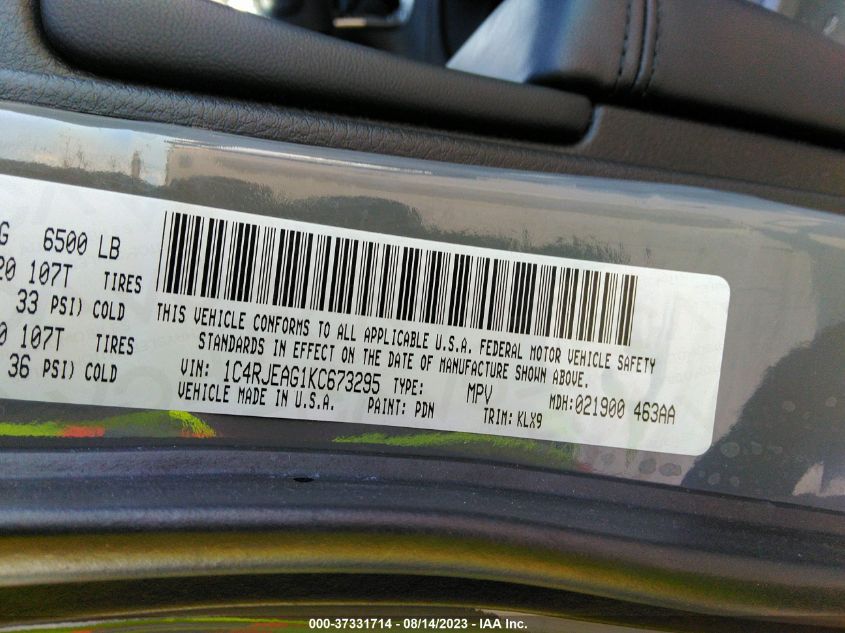 G 6500 LB
20 107T TIRES
33 PSI) COLD
0 107T TIRES
36 PSI) COLD
THIS VEHICLE CONFORMS TO ALL APPLICABLE U.S.A. FEDERAL MOTOR VEHICLE SAFETY
STANDARDS IN EFFECT ON THE DATE OF MANUFACTURE SHOWN ABOVE.
VIN: 1C4RJEAG1KC673295 TYPE: MPV MDH:021900 463AA
VEHICLE MADE IN U.S.A. PAINT: PDN TRIM: KLX9
000-37331714 - 08/14/2023 - IAA Inc.